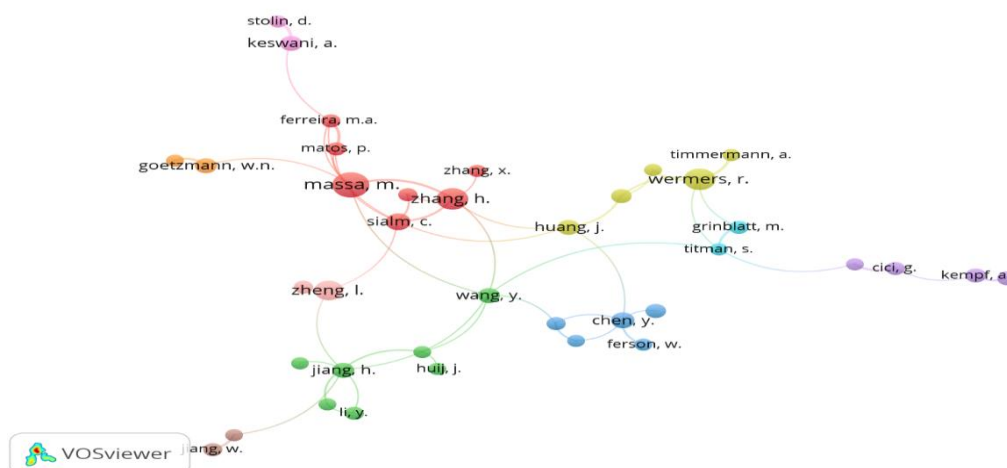 stolin, d.
keswani, a.
ferreira, m.a.
matos, p.
goetzmann, w.n.
massa, m.
zhang, x.
zhang, h.
sialm, c.
timmermann, a.
wermers, r.
huang, j.
grinblatt, m.
titman, s.
cici, g.
kempf, a
zheng, l.
wang, y.
chen, y.
ferson, w.
jiang, h.
huij, j.
li, y.
jiang, w.
VOSviewer